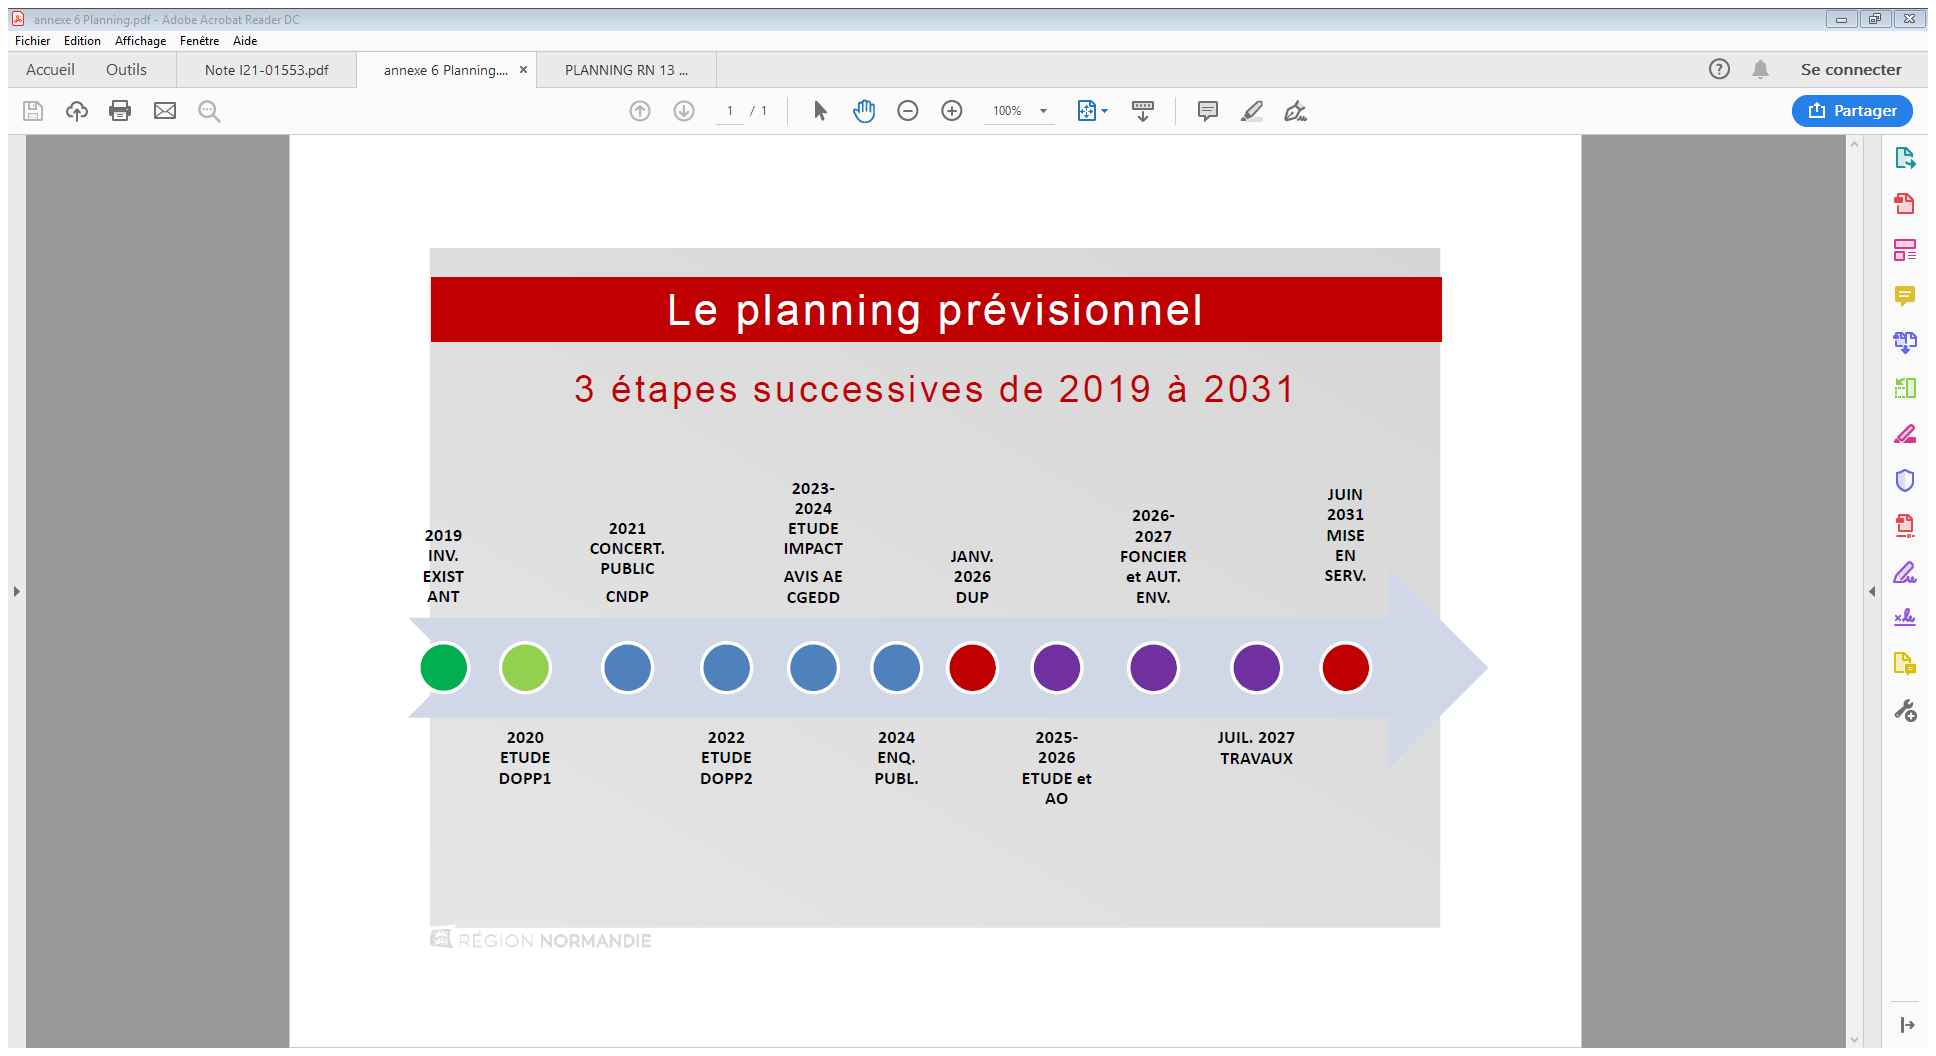 annexe 6 Planning.pdf - Adobe Acrobat Reader DC
Fichier Edition Affichage Fenêtre Aide
Accueil Outils Note I21-01553.pdf annexe 6 Planning.... × PLANNING RN 13 ... Se connecter
1 / 1 100% Partager
Le planning prévisionnel
3 étapes successives de 2019 à 2031
2019
INV.
EXIST
ANT
2021
CONCERT.
PUBLIC
CNDP
2023-
2024
ETUDE
IMPACT
AVIS AE
CGEDD
JANV.
2026
DUP
2026-
2027
FONCIER
et AUT.
ENV.
JUIN
2031
MISE
EN
SERV.
2020
ETUDE
DOPP1
2022
ETUDE
DOPP2
2024
ENQ.
PUBL.
2025-
2026
ETUDE et
AO
JUIL. 2027
TRAVAUX
RÉGION NORMANDIE